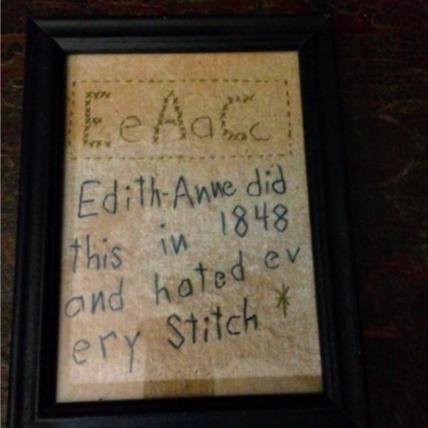 EeAaCc
Edith-Anne did
this in 1848
and hated ev
ery Stitch *